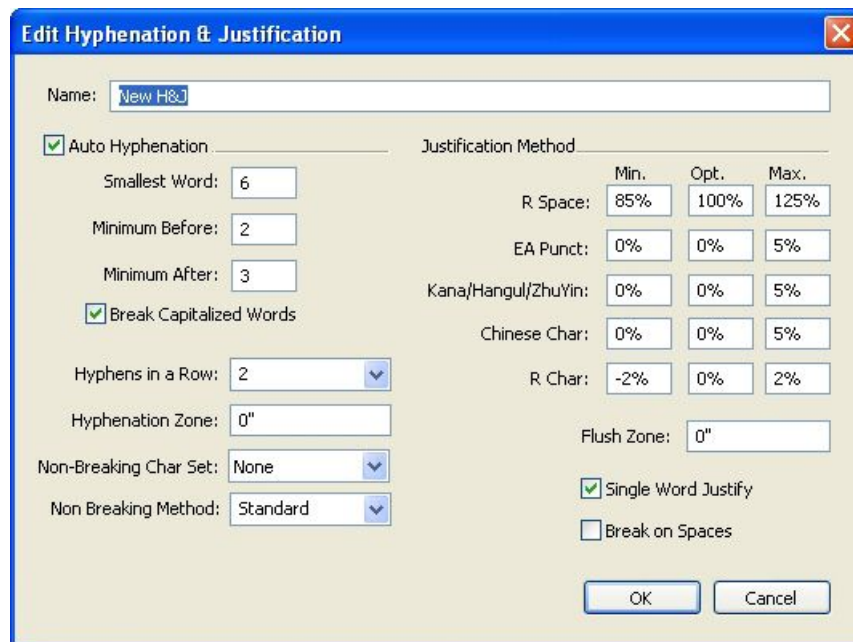 Edit Hyphenation & Justification
Name: New H&J
Auto Hyphenation
Smallest Word: 6
Minimum Before: 2
Minimum After: 3
Break Capitalized Words
Hyphens in a Row: 2
Hyphenation Zone: 0"
Non-Breaking Char Set: None
Non Breaking Method: Standard
Justification Method
Min. Opt. Max.
R Space: 85% 100% 125%
EA Punct: 0% 0% 5%
Kana/Hangul/ZhuYin: 0% 0% 5%
Chinese Char: 0% 0% 5%
R Char: -2% 0% 2%
Flush Zone: 0"
Single Word Justify
Break on Spaces
OK Cancel